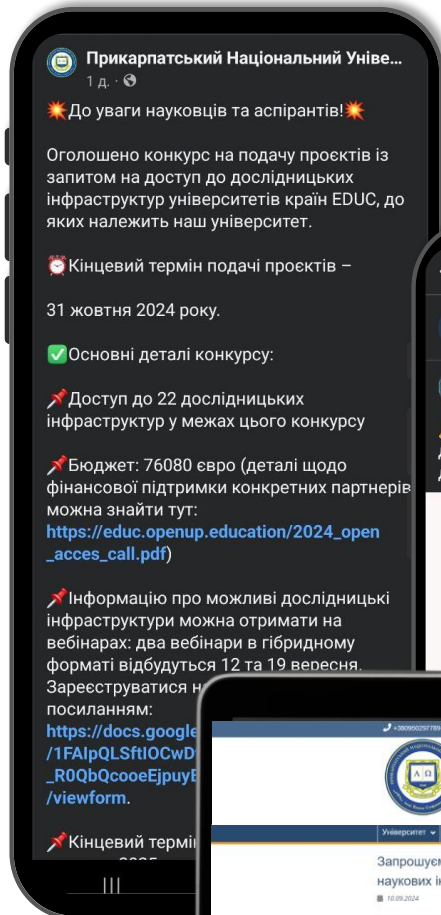 Прикарпатський Національний Уніве...
1 д. ·
💥До уваги науковців та аспірантів!💥
Оголошено конкурс на подачу проєктів із
запитом на доступ до дослідницьких
інфраструктур університетів країн EDUC, до
яких належить наш університет.
⏰Кінцевий термін подачі проєктів –
31 жовтня 2024 року.
✅Основні деталі конкурсу:
📌Доступ до 22 дослідницьких
інфраструктур у межах цього конкурсу
📌Бюджет: 76080 євро (деталі щодо
фінансової підтримки конкретних партнерів
можна знайти тут:
https://educ.openup.education/2024_open
_acces_call.pdf)
📌Інформацію про можливі дослідницькі
інфраструктури можна отримати на
вебінарах: два вебінари в гібридному
форматі відбудуться 12 та 19 вересня.
Зареєструватися
посиланням:
https://docs.google
/1FAIpQLSftIOCwD
_R0QbQcooeEjpuyE
/viewform.
📌Кінцевий термі
+380950297789
Університет
Запрошуєм
наукових ін
10.09.2024